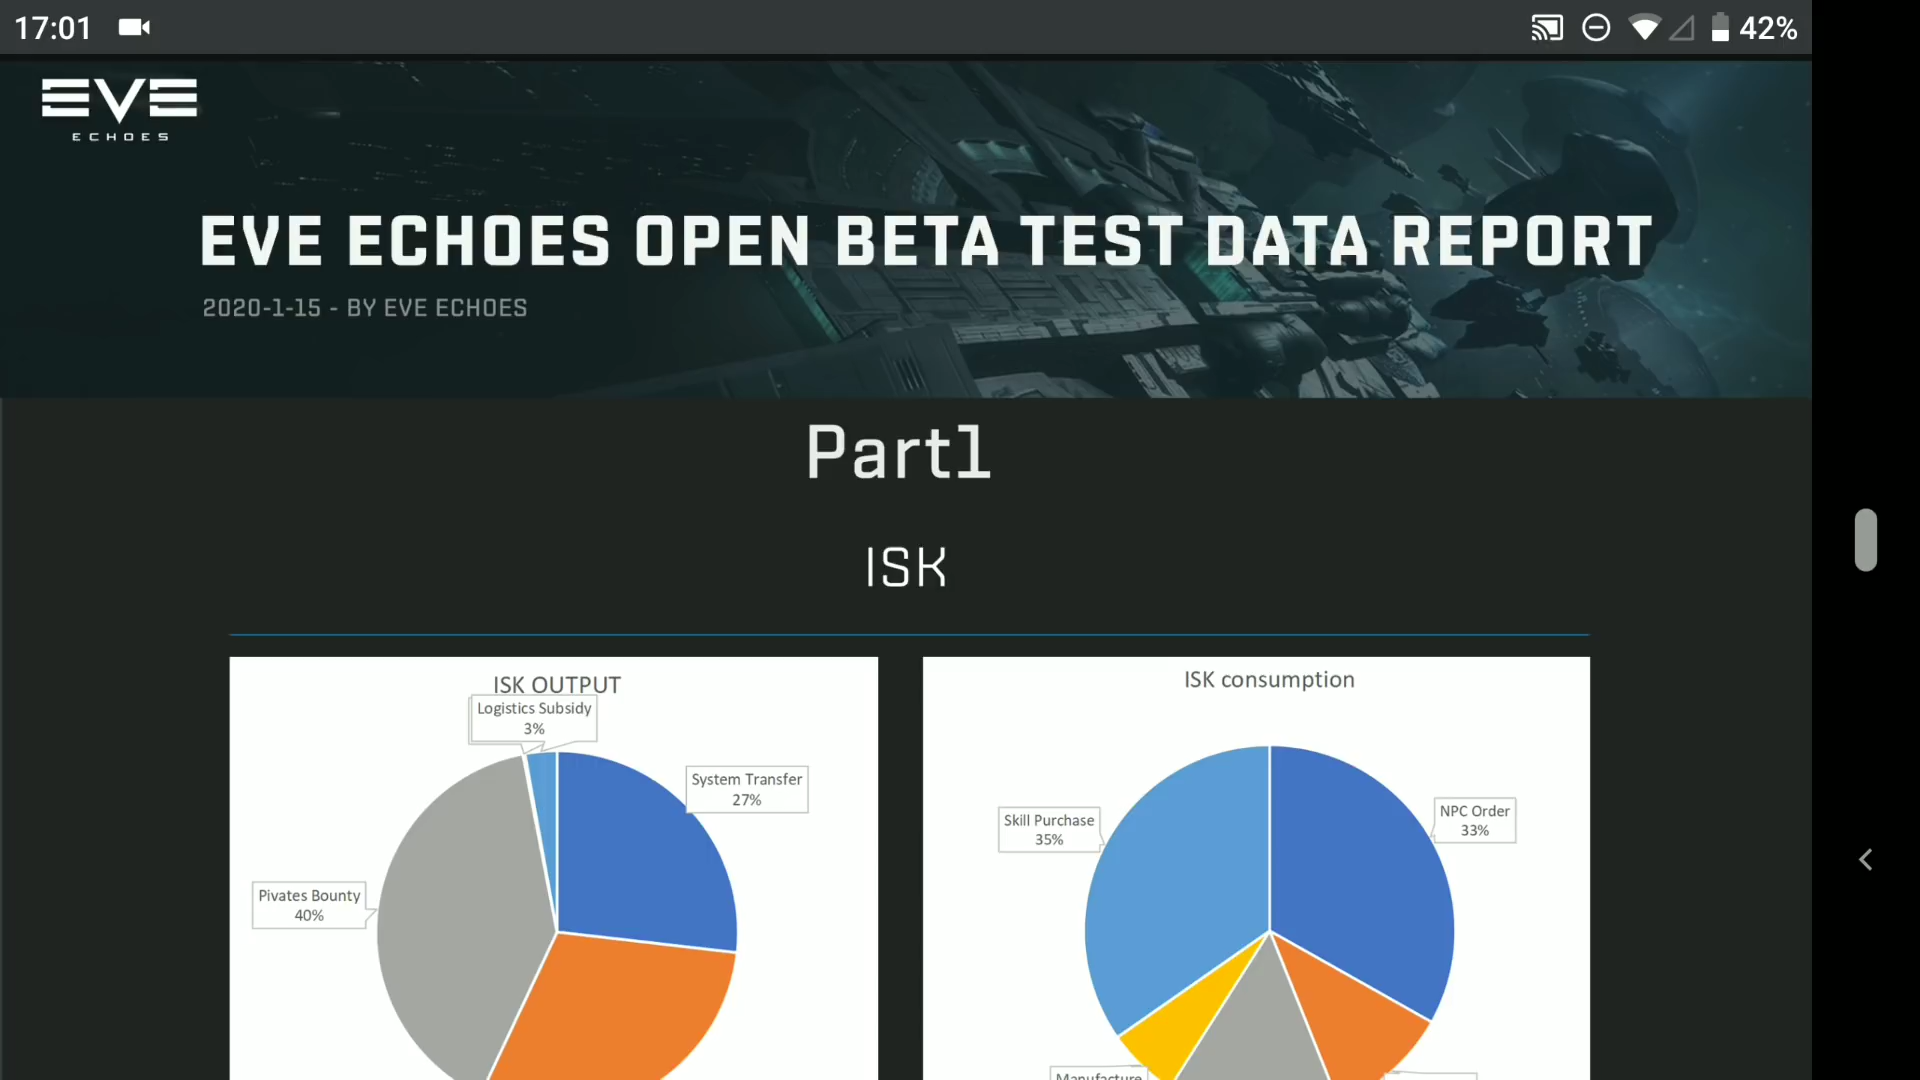 17:01
42%
EVE
ECHOES
EVE ECHOES OPEN BETA TEST DATA REPORT
2020-1-15 - BY EVE ECHOES
Part1
ISK
ISK OUTPUT
Logistics Subsidy
3%
System Transfer
27%
Pivates Bounty
40%
ISK consumption
Skill Purchase
35%
NPC Order
33%
Manufacture